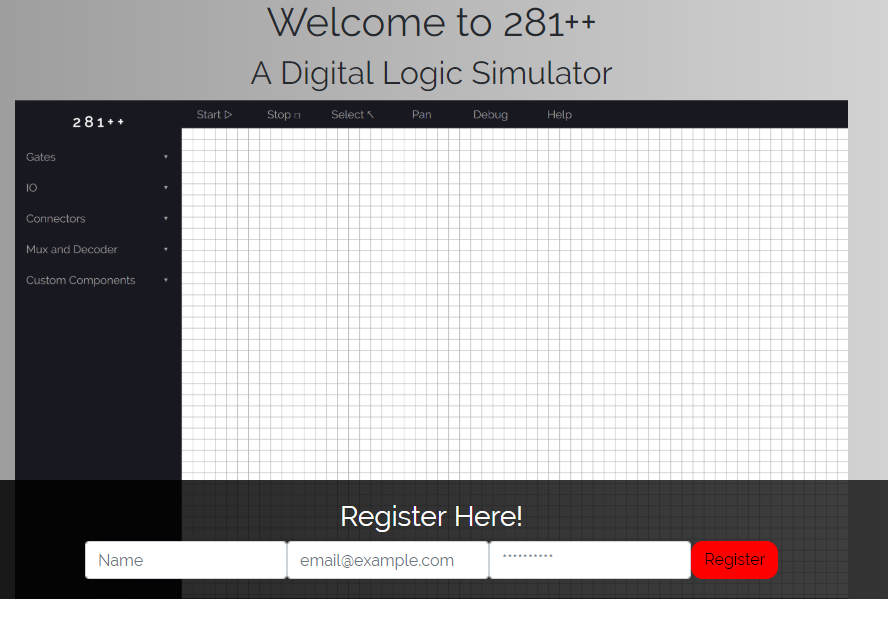 Welcome to 281++
A Digital Logic Simulator
281++
Start ▷ Stop □ Select ↖ Pan Debug Help
Gates ▾
IO ▾
Connectors ▾
Mux and Decoder ▾
Custom Components ▾
Register Here!
Name email@example.com ********** Register